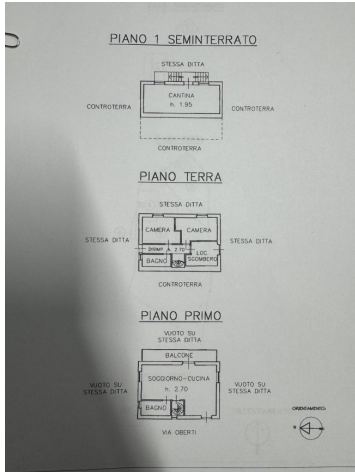 PIANO 1 SEMINTERRATO
STESSA DITTA
CANTINA
h. 1.95
CONTROTERRA
CONTROTERRA
CONTROTERRA
PIANO TERRA
STESSA DITTA
CAMERA
CAMERA
STESSA DITTA
STESSA DITTA
DISIMP. h. 2.70
BAGNO
LOC.
SGOMBERO
CONTROTERRA
PIANO PRIMO
VUOTO SU
STESSA DITTA
BALCONE
VUOTO SU
STESSA DITTA
SOGGIORNO-CUCINA
h. 2.70
VUOTO SU
STESSA DITTA
BAGNO
VIA OBERTI
ORIENTAMENTO